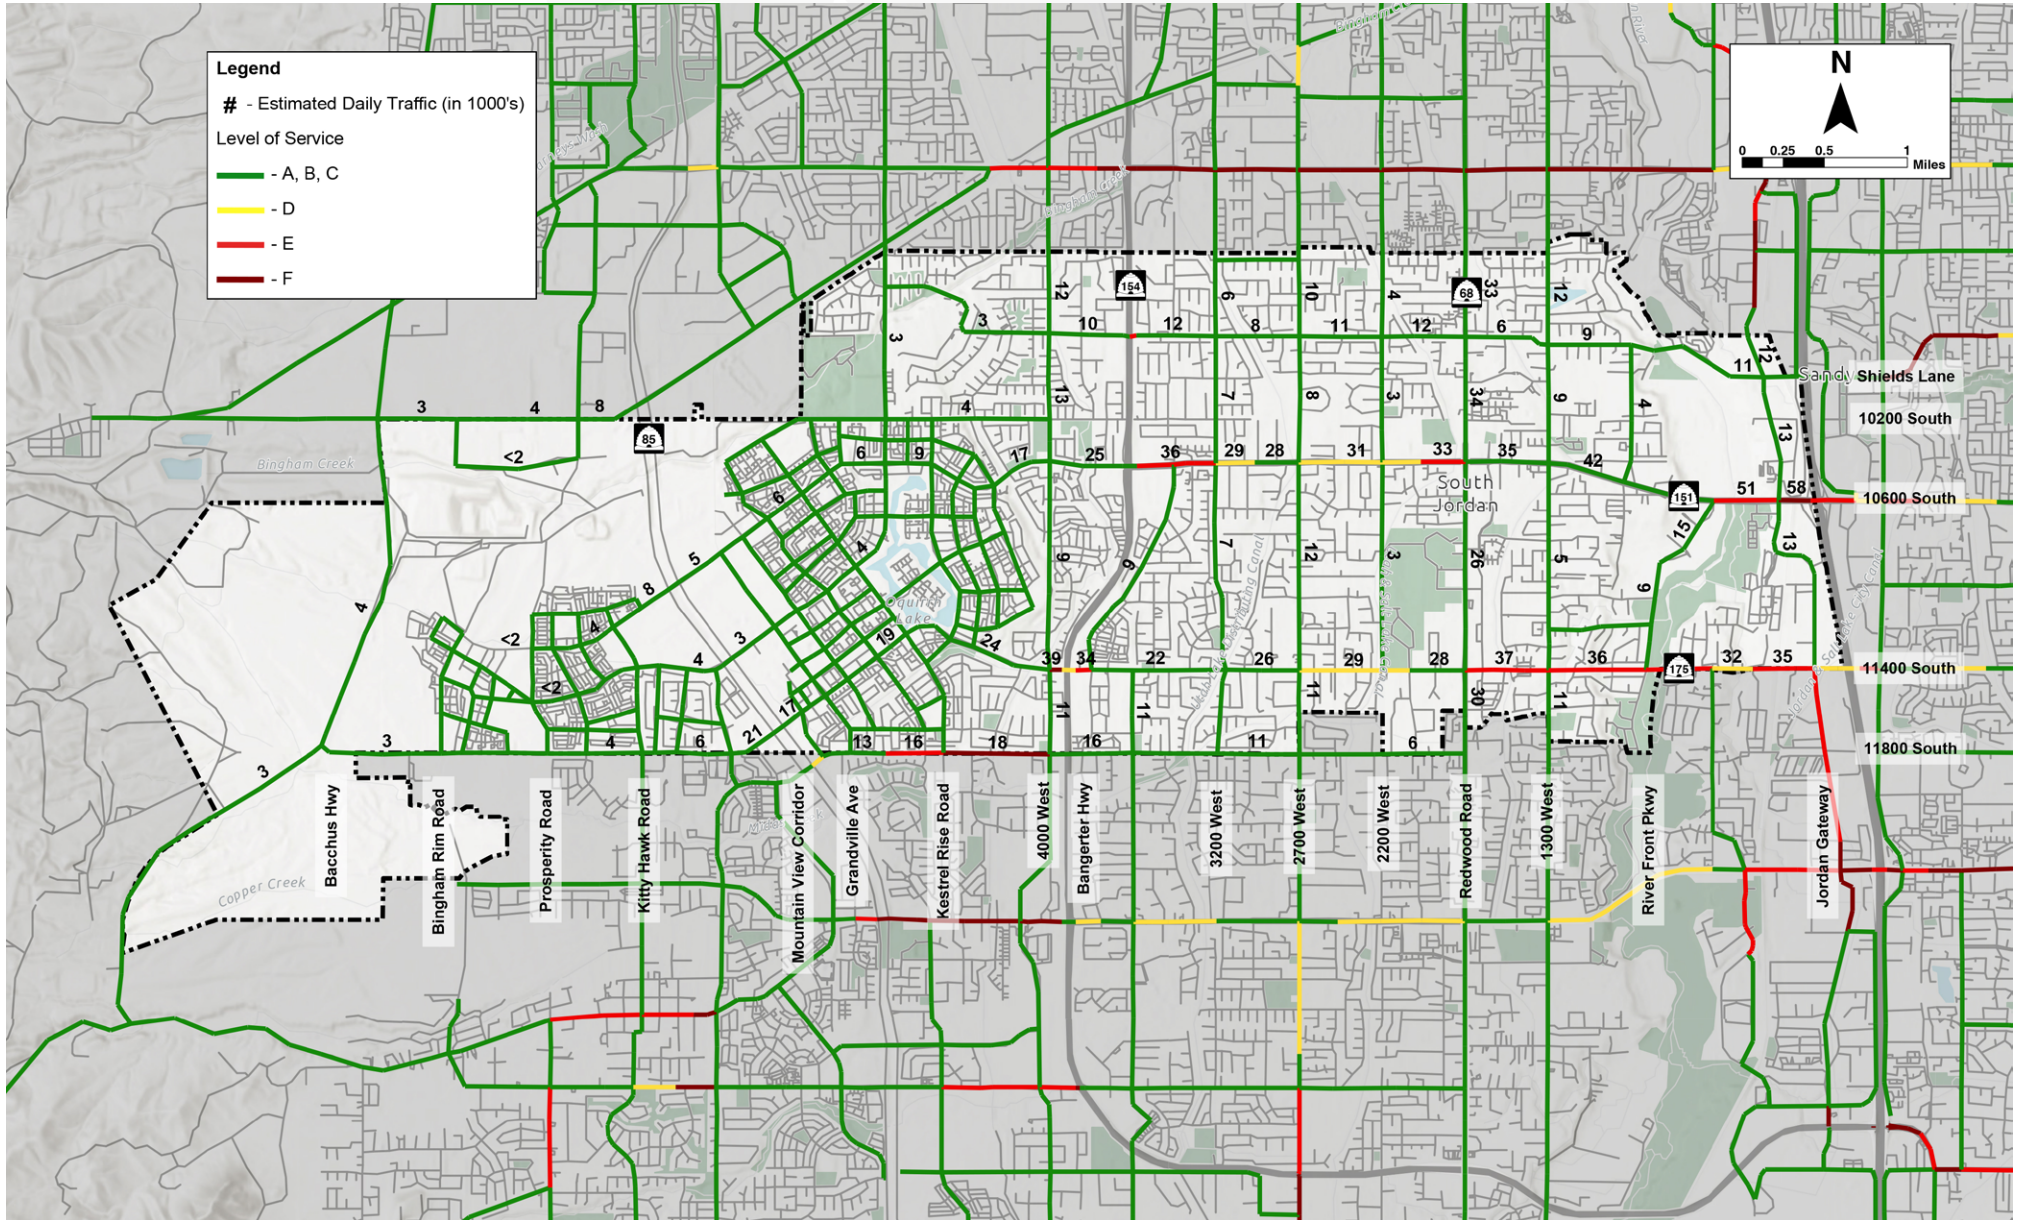 Legend
# - Estimated Daily Traffic (in 1000's)
Level of Service
- A, B, C
- D
- E
- F
N
0 0.25 0.5 1
Miles
Bingham Creek
154
68
12
6
10
4
33
12
3
3
10
12
8
11
12
6
9
11
12
Sandy
Shields Lane
3
4
8
4
13
7
8
3
34
9
4
13
10200 South
85
<2
Bingham Creek
6
9
17
25
36
29
28
31
33
35
42
South
Jordan
151
51
58
10600 South
6
4
5
8
9
9
7
12
3
26
5
15
9
13
4
<2
4
3
Oquirrh
Lake
19
24
39
34
22
26
29
28
37
36
175
32
35
11400 South
4
<2
17
21
11
11
11
30
11
3
4
6
13
16
18
16
11
6
11800 South
3
Bacchus Hwy
Bingham Rim Road
Prosperity Road
Kitty Hawk Road
Mountain View Corridor
Grandville Ave
Kestrel Rise Road
4000 West
Bangerter Hwy
3200 West
2700 West
2200 West
Redwood Road
1300 West
River Front Pkwy
Jordan Gateway
Copper Creek